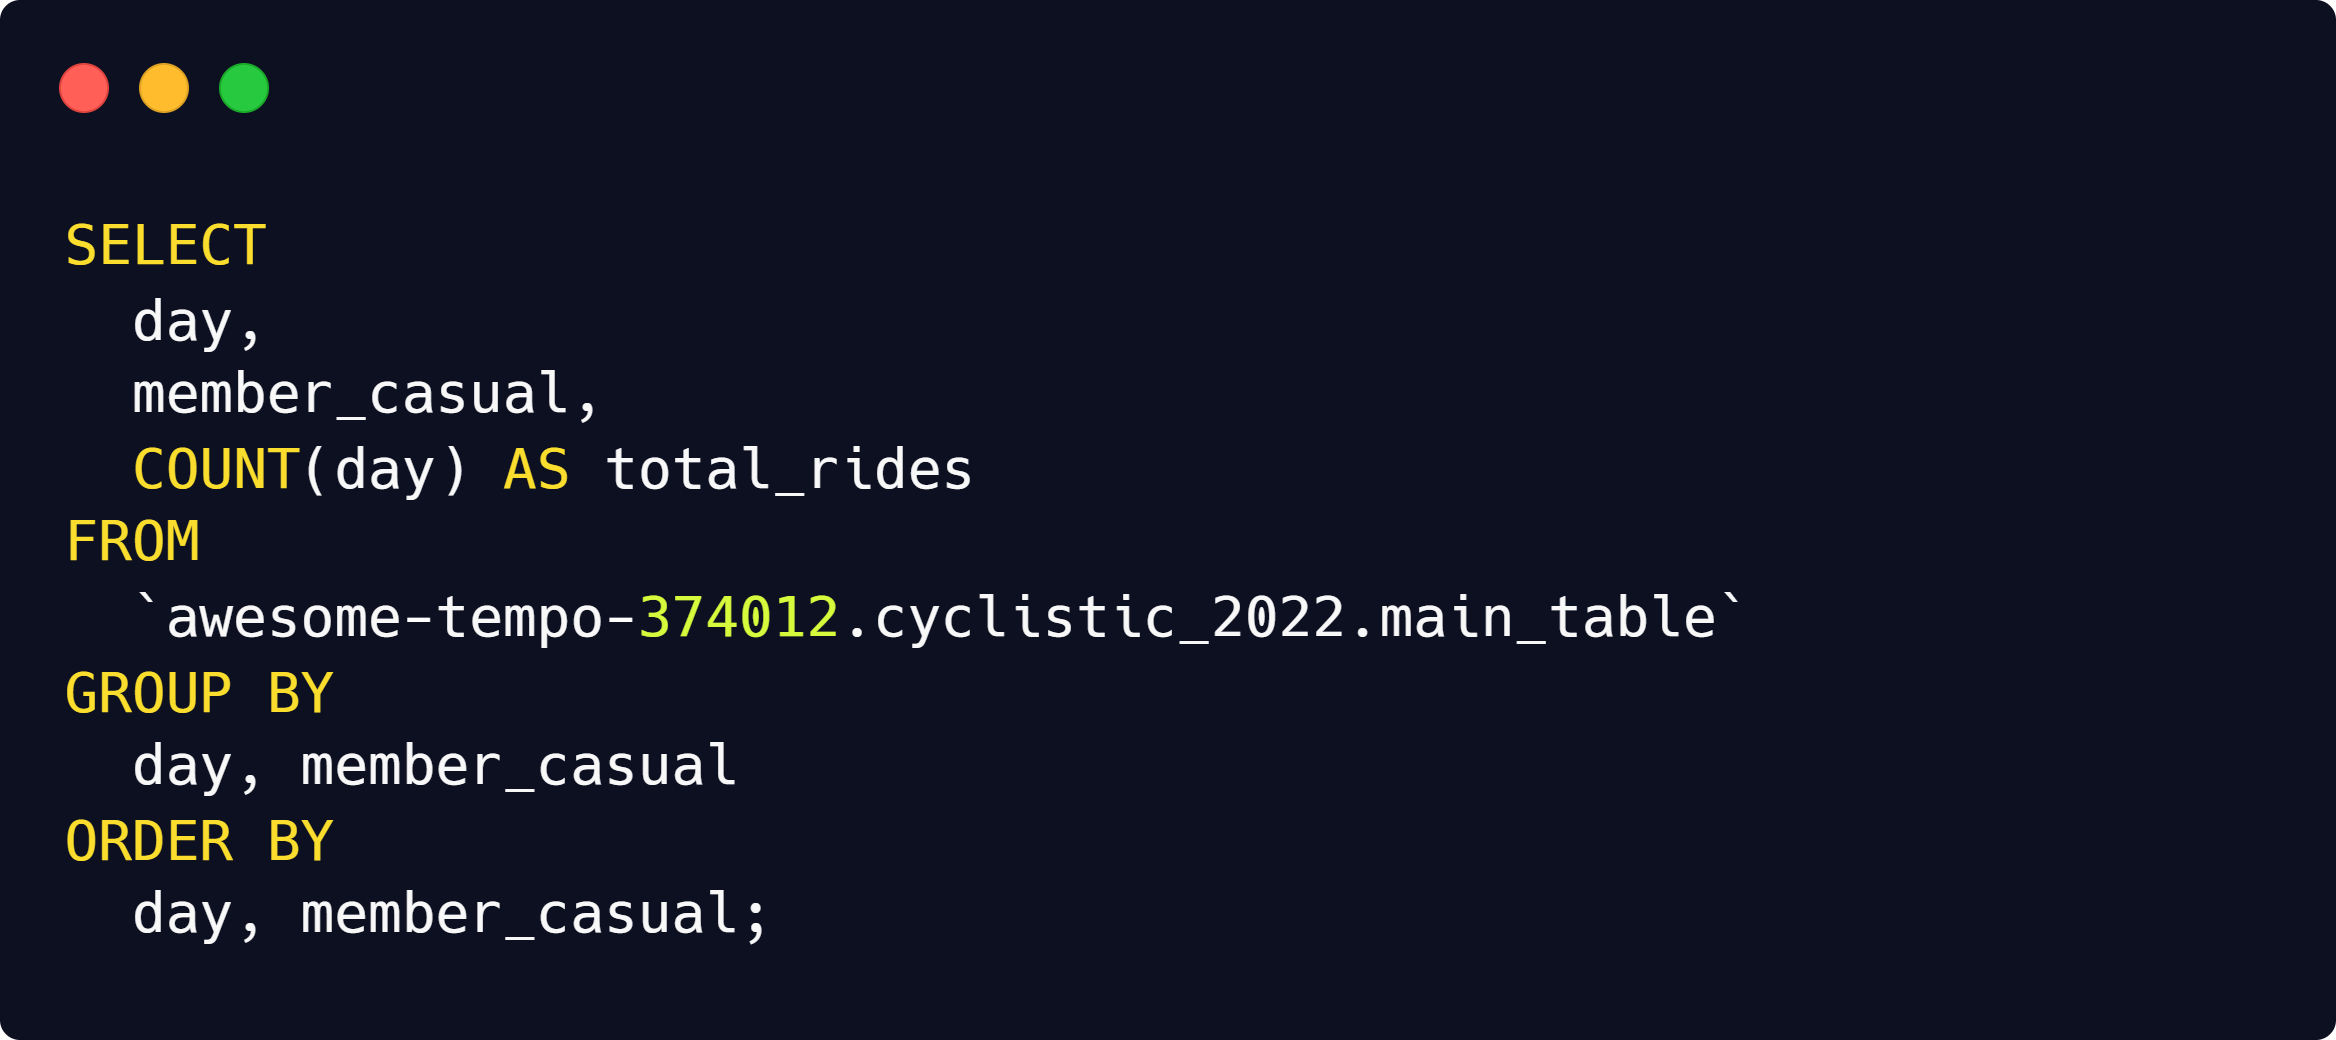 SELECT
  day,
  member_casual,
  COUNT(day) AS total_rides
FROM
  `awesome-tempo-374012.cyclistic_2022.main_table`
GROUP BY
  day, member_casual
ORDER BY
  day, member_casual;